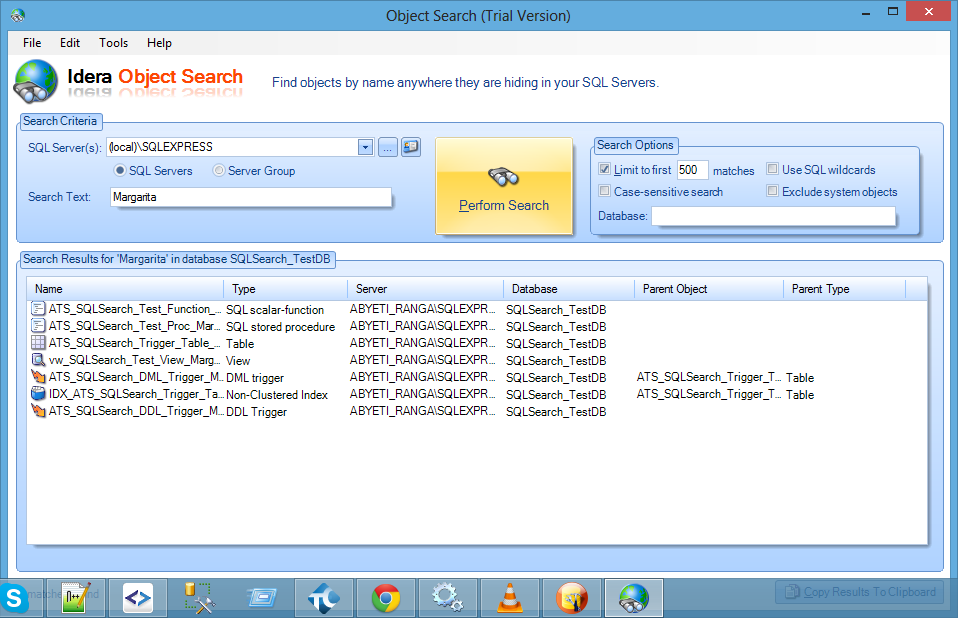 Object Search (Trial Version)
File Edit Tools Help
Idera Object Search
Find objects by name anywhere they are hiding in your SQL Servers.
Search Criteria
SQL Server(s): (local)\SQLEXPRESS ...
SQL Servers Server Group
Search Text: Margarita
Perform Search
Search Options
Limit to first 500 matches Use SQL wildcards
Case-sensitive search Exclude system objects
Database:
Search Results for 'Margarita' in database SQLSearch_TestDB
Name Type Server Database Parent Object Parent Type
ATS_SQLSearch_Test_Function_... SQL scalar-function ABYETI_RANGA\SQLEXPR... SQLSearch_TestDB
ATS_SQLSearch_Test_Proc_Mar... SQL stored procedure ABYETI_RANGA\SQLEXPR... SQLSearch_TestDB
ATS_SQLSearch_Trigger_Table_... Table ABYETI_RANGA\SQLEXPR... SQLSearch_TestDB
vw_SQLSearch_Test_View_Marg... View ABYETI_RANGA\SQLEXPR... SQLSearch_TestDB
ATS_SQLSearch_DML_Trigger_M... DML trigger ABYETI_RANGA\SQLEXPR... SQLSearch_TestDB ATS_SQLSearch_Trigger_T... Table
IDX_ATS_SQLSearch_Trigger_Ta... Non-Clustered Index ABYETI_RANGA\SQLEXPR... SQLSearch_TestDB ATS_SQLSearch_Trigger_T... Table
ATS_SQLSearch_DDL_Trigger_M... DDL Trigger ABYETI_RANGA\SQLEXPR... SQLSearch_TestDB
Copy Results To Clipboard